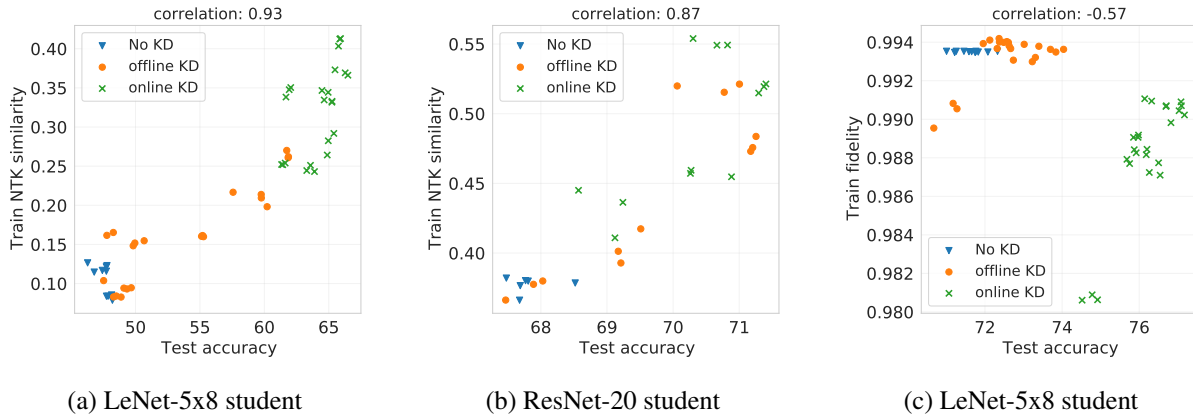 correlation: 0.93
Train NTK similarity
0.40
0.35
0.30
0.25
0.20
0.15
0.10
No KD
offline KD
online KD
50
55
60
65
Test accuracy
(a) LeNet-5x8 student
correlation: 0.87
Train NTK similarity
0.55
0.50
0.45
0.40
No KD
offline KD
online KD
68
69
70
71
Test accuracy
(b) ResNet-20 student
correlation: -0.57
Train fidelity
0.994
0.992
0.990
0.988
0.986
0.984
0.982
0.980
No KD
offline KD
online KD
72
74
76
Test accuracy
(c) LeNet-5x8 student